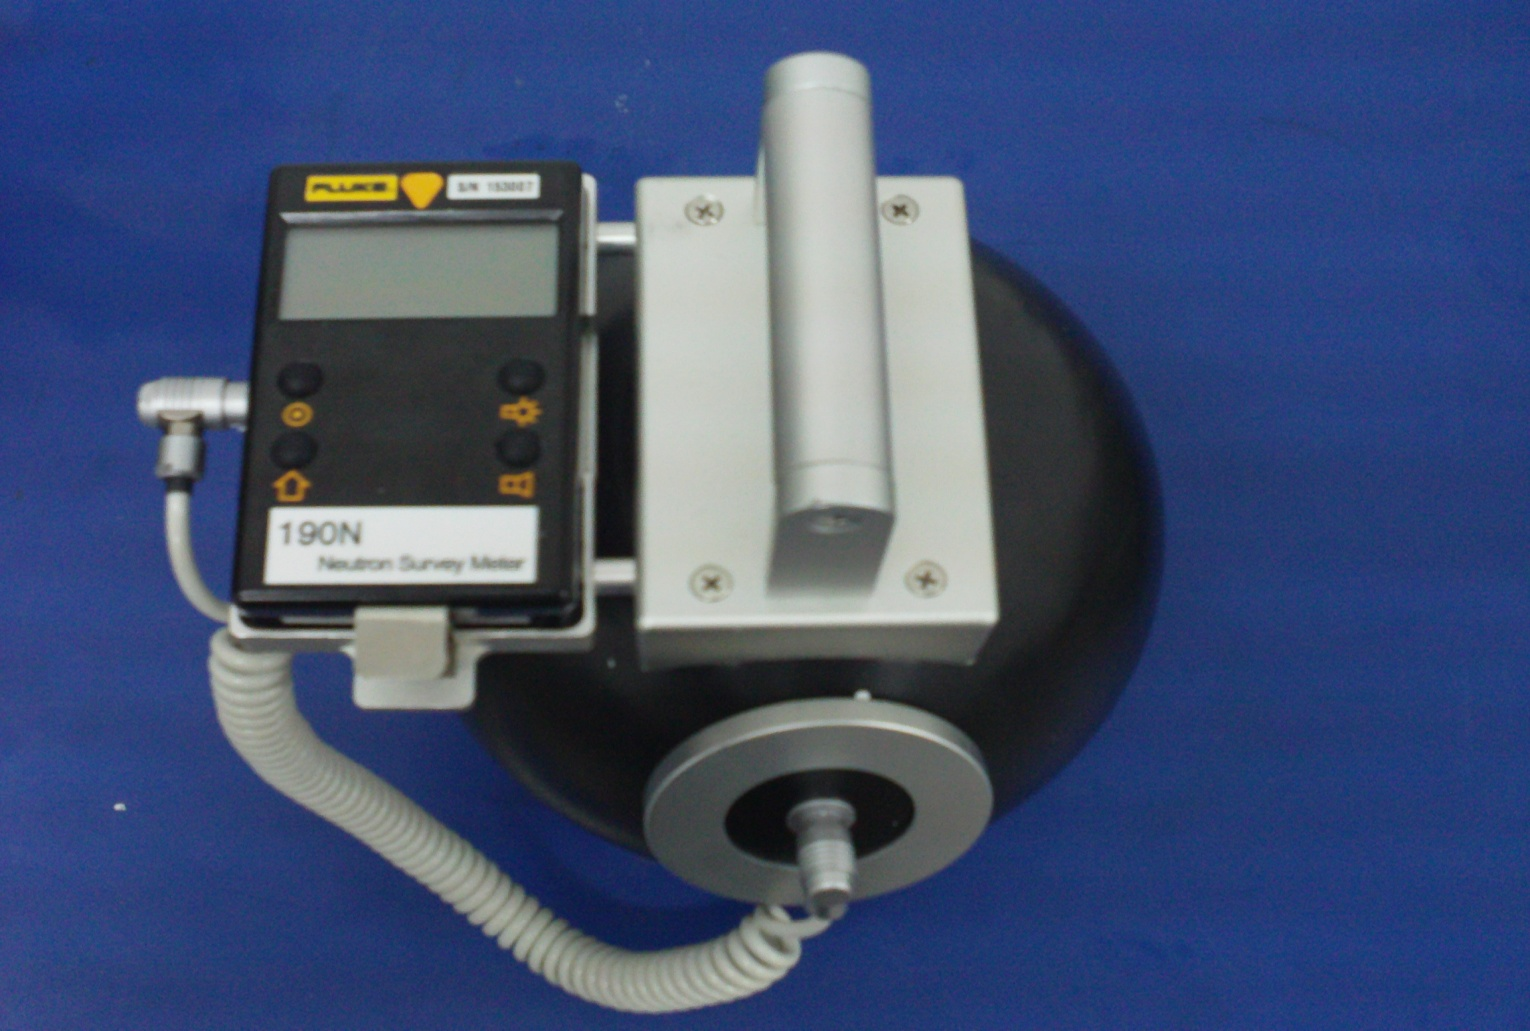 FLUKE
S/N 153007
190N
Neutron Survey Meter